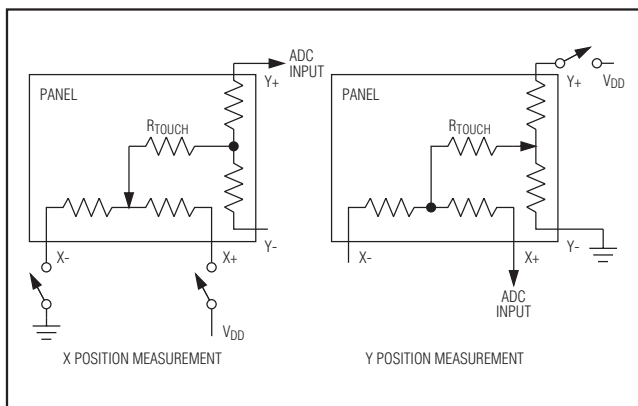 ADC
INPUT
Y+
PANEL
RTOUCH
X-
X+
Y-
VDD
X POSITION MEASUREMENT
Y+
VDD
PANEL
RTOUCH
X-
X+
Y-
ADC
INPUT
Y POSITION MEASUREMENT